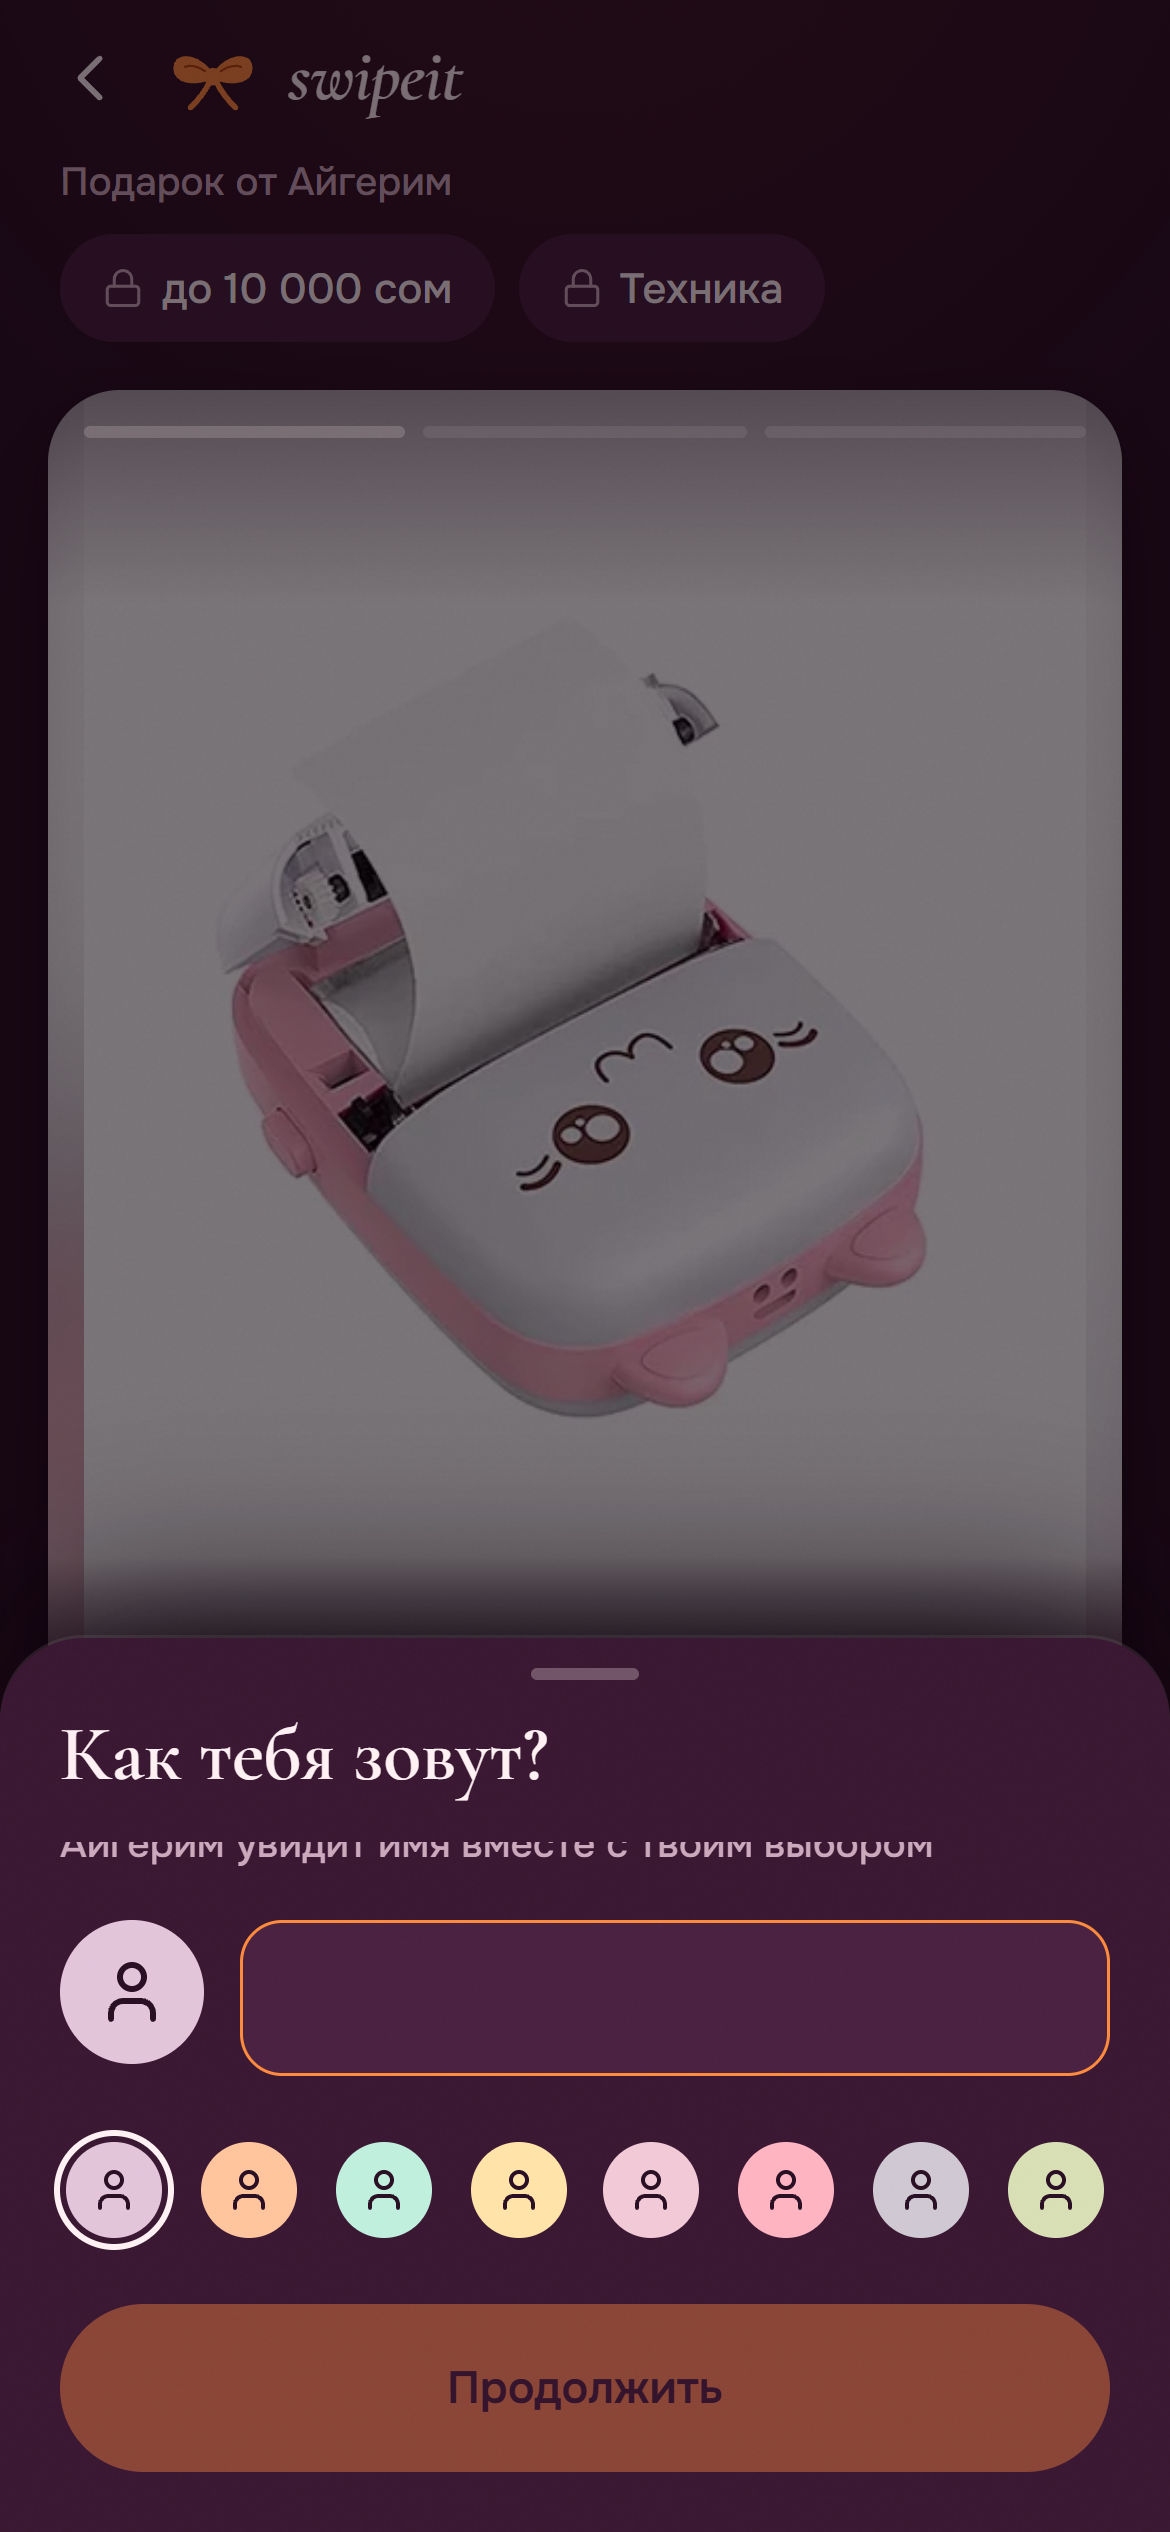 swipeit
Подарок от Айгерим
до 10 000 сом
Техника
Как тебя зовут?
Айгерим увидит имя вместе с твоим выбором
Продолжить